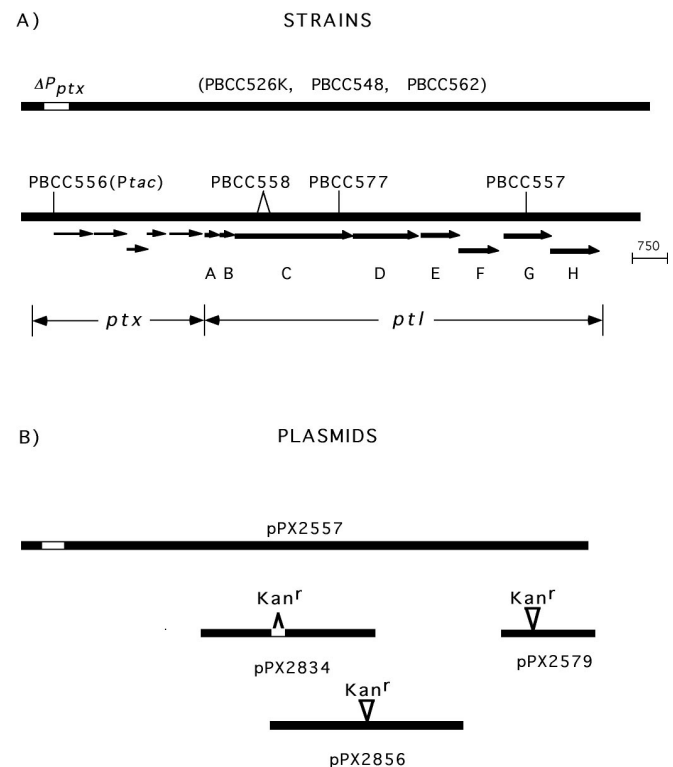 A) STRAINS
ΔPptx (PBCC526K, PBCC548, PBCC562)
PBCC556(Ptac) PBCC558 PBCC577 PBCC557
750
A B C D E F G H
ptx ptl
B) PLASMIDS
pPX2557
Kanr Kanr
pPX2834 pPX2579
Kanr
pPX2856